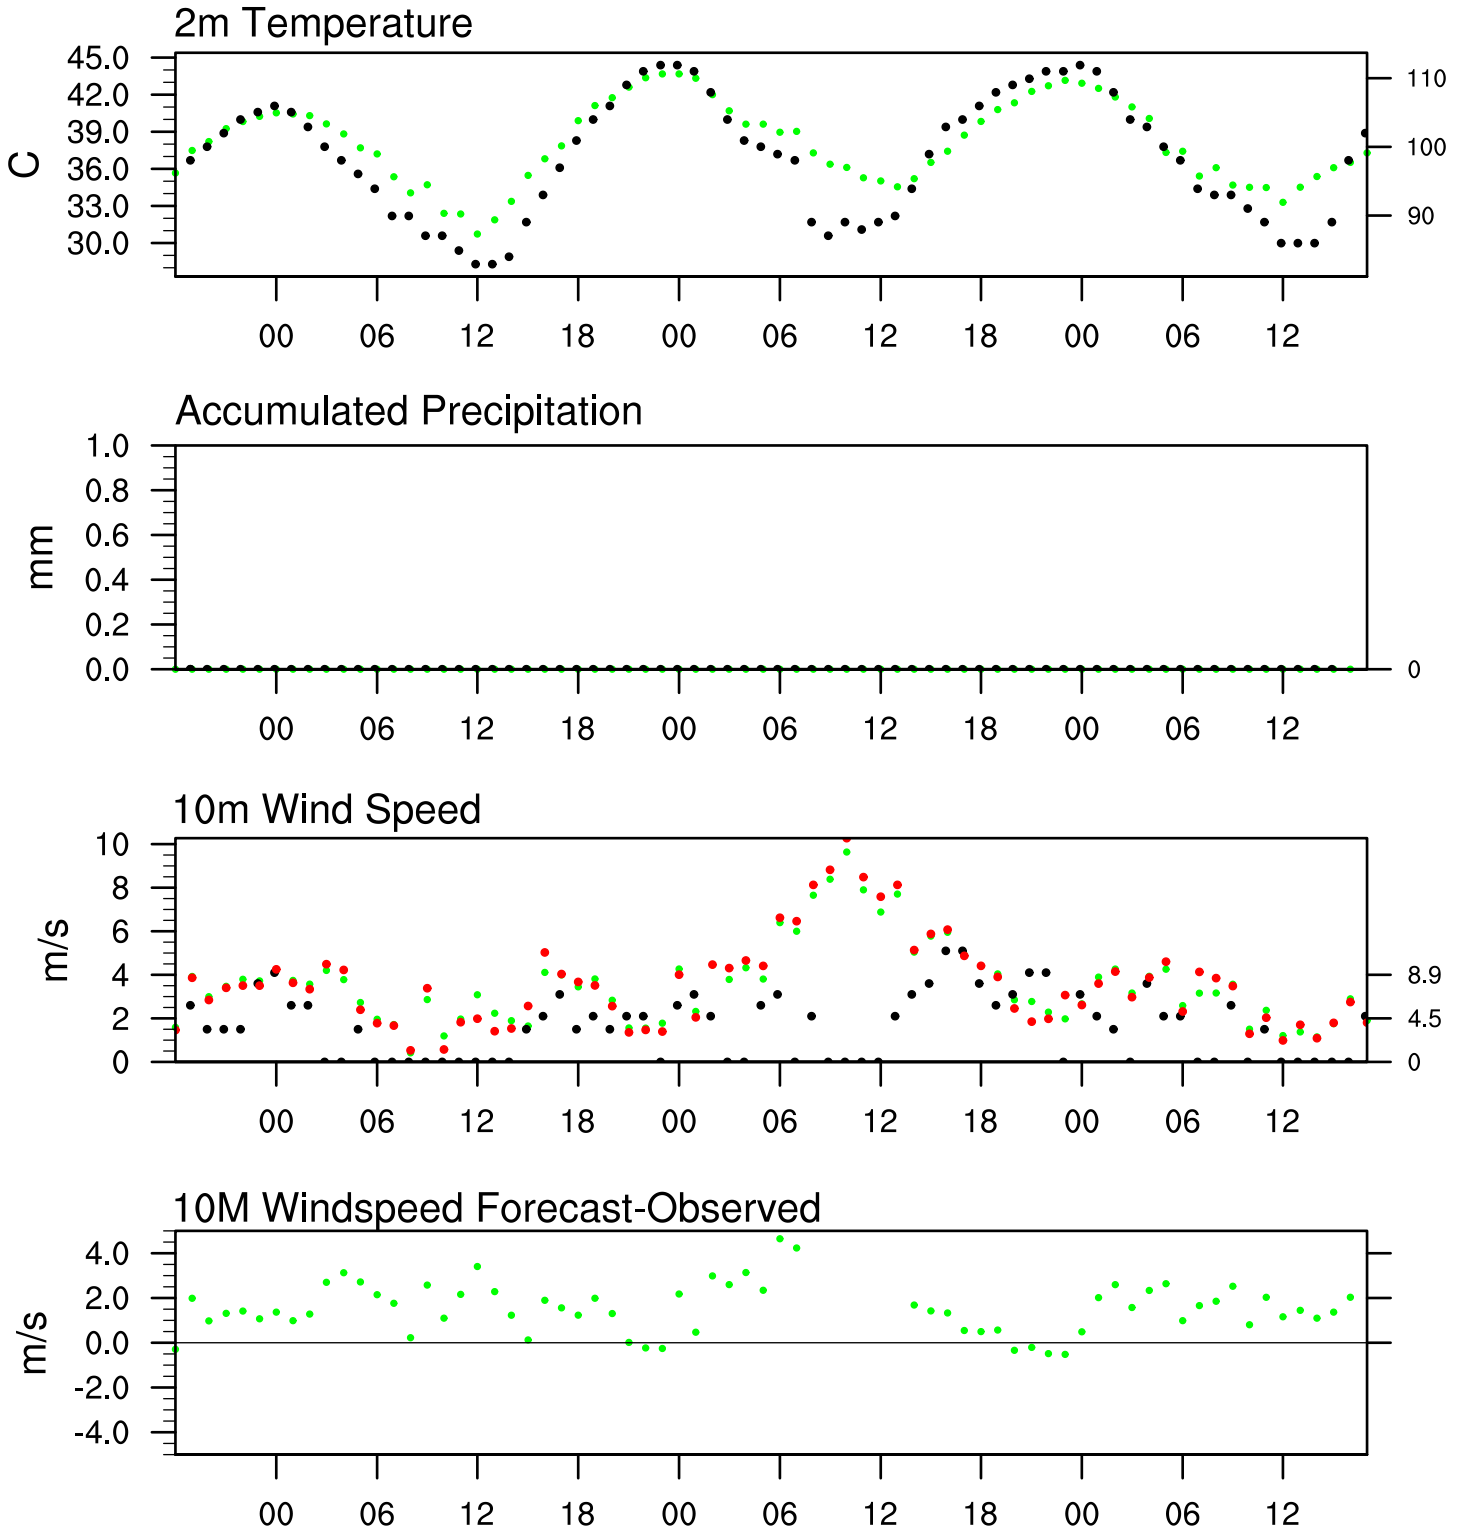 2m Temperature
45.0
42.0
39.0
36.0
33.0
30.0
C
110
100
90
00 06 12 18 00 06 12 18 00 06 12
Accumulated Precipitation
1.0
0.8
0.6
0.4
0.2
0.0
mm
0
00 06 12 18 00 06 12 18 00 06 12
10m Wind Speed
10
8
6
4
2
0
m/s
8.9
4.5
0
00 06 12 18 00 06 12 18 00 06 12
10M Windspeed Forecast-Observed
4.0
2.0
0.0
-2.0
-4.0
m/s
00 06 12 18 00 06 12 18 00 06 12